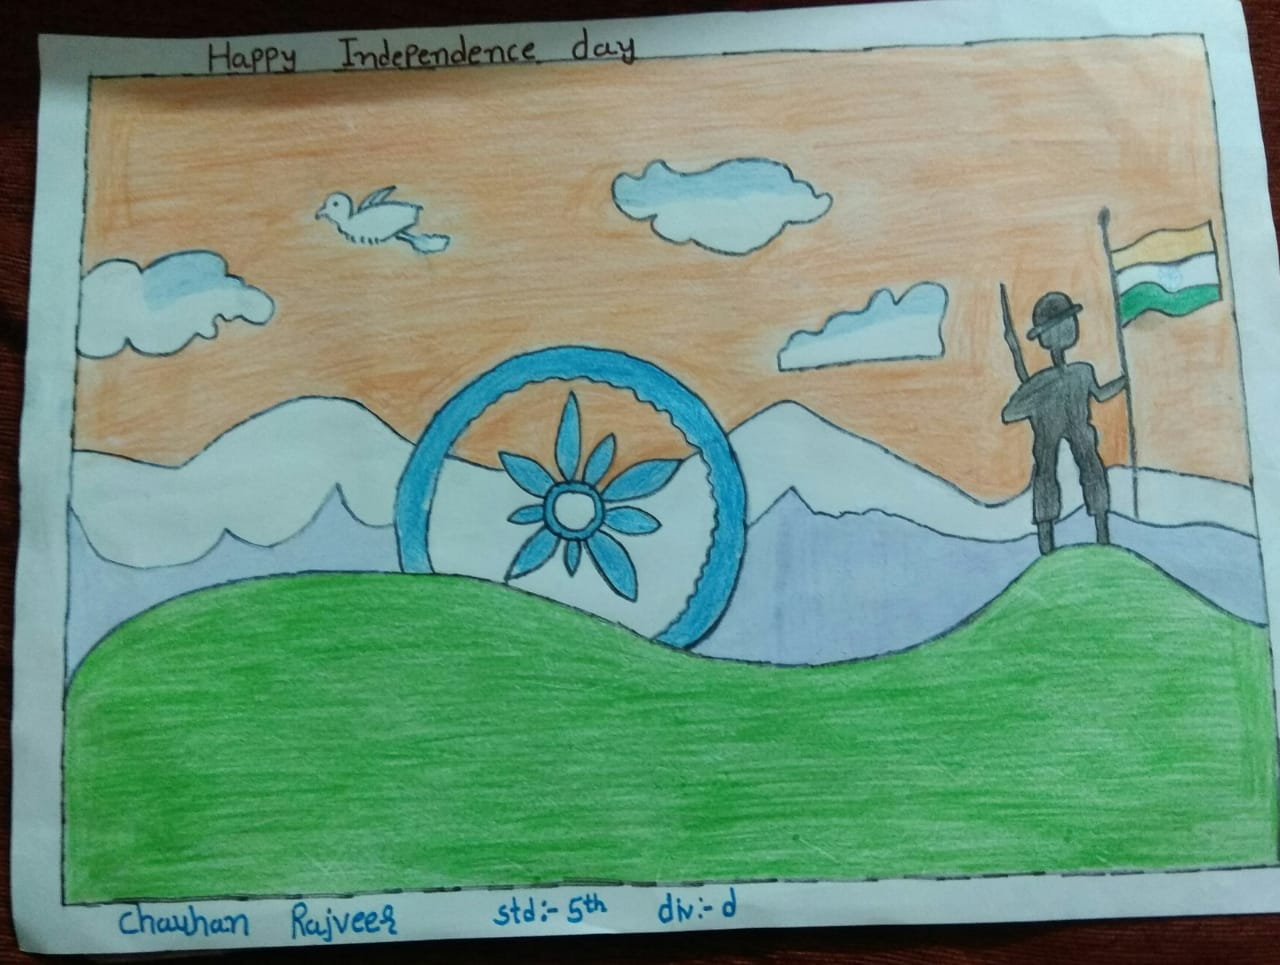 Happy Independence day
Chauhan Rajveer std:- 5th div:- d